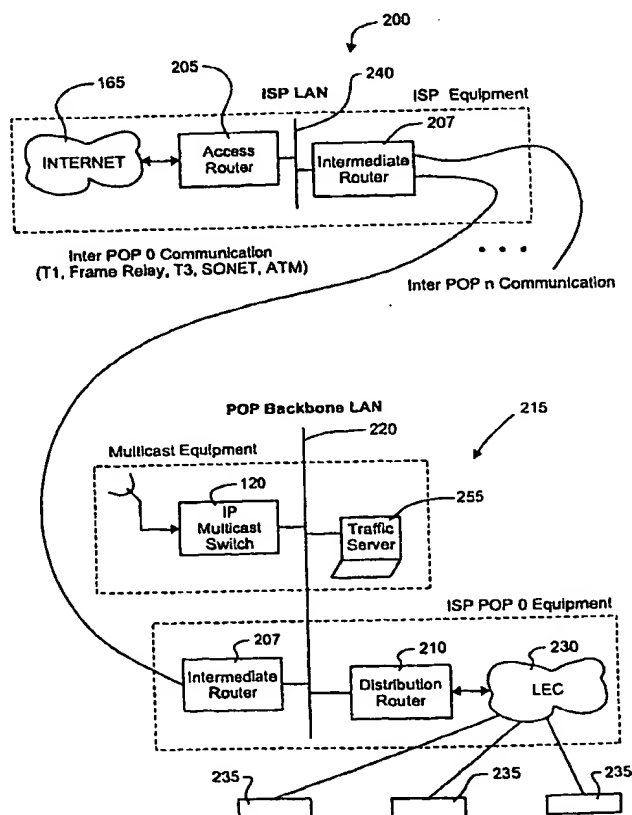 200
165
205
ISP LAN
240
ISP Equipment
207
INTERNET
Access
Router
Intermediate
Router
Inter POP 0 Communication
(T1, Frame Relay, T3, SONET, ATM)
Inter POP n Communication
POP Backbone LAN
215
220
Multicast Equipment
120
255
IP
Multicast
Switch
Traffic
Server
ISP POP 0 Equipment
207
210
230
Intermediate
Router
Distribution
Router
LEC
235
235
235